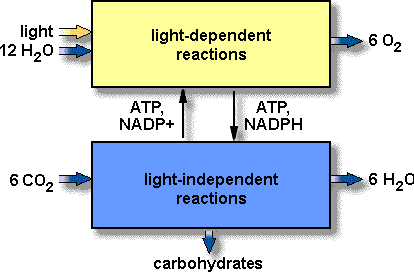 light
12 H₂O
light-dependent
reactions
6 O₂
ATP,
NADP+
ATP,
NADPH
6 CO₂
light-independent
reactions
6 H₂O
carbohydrates